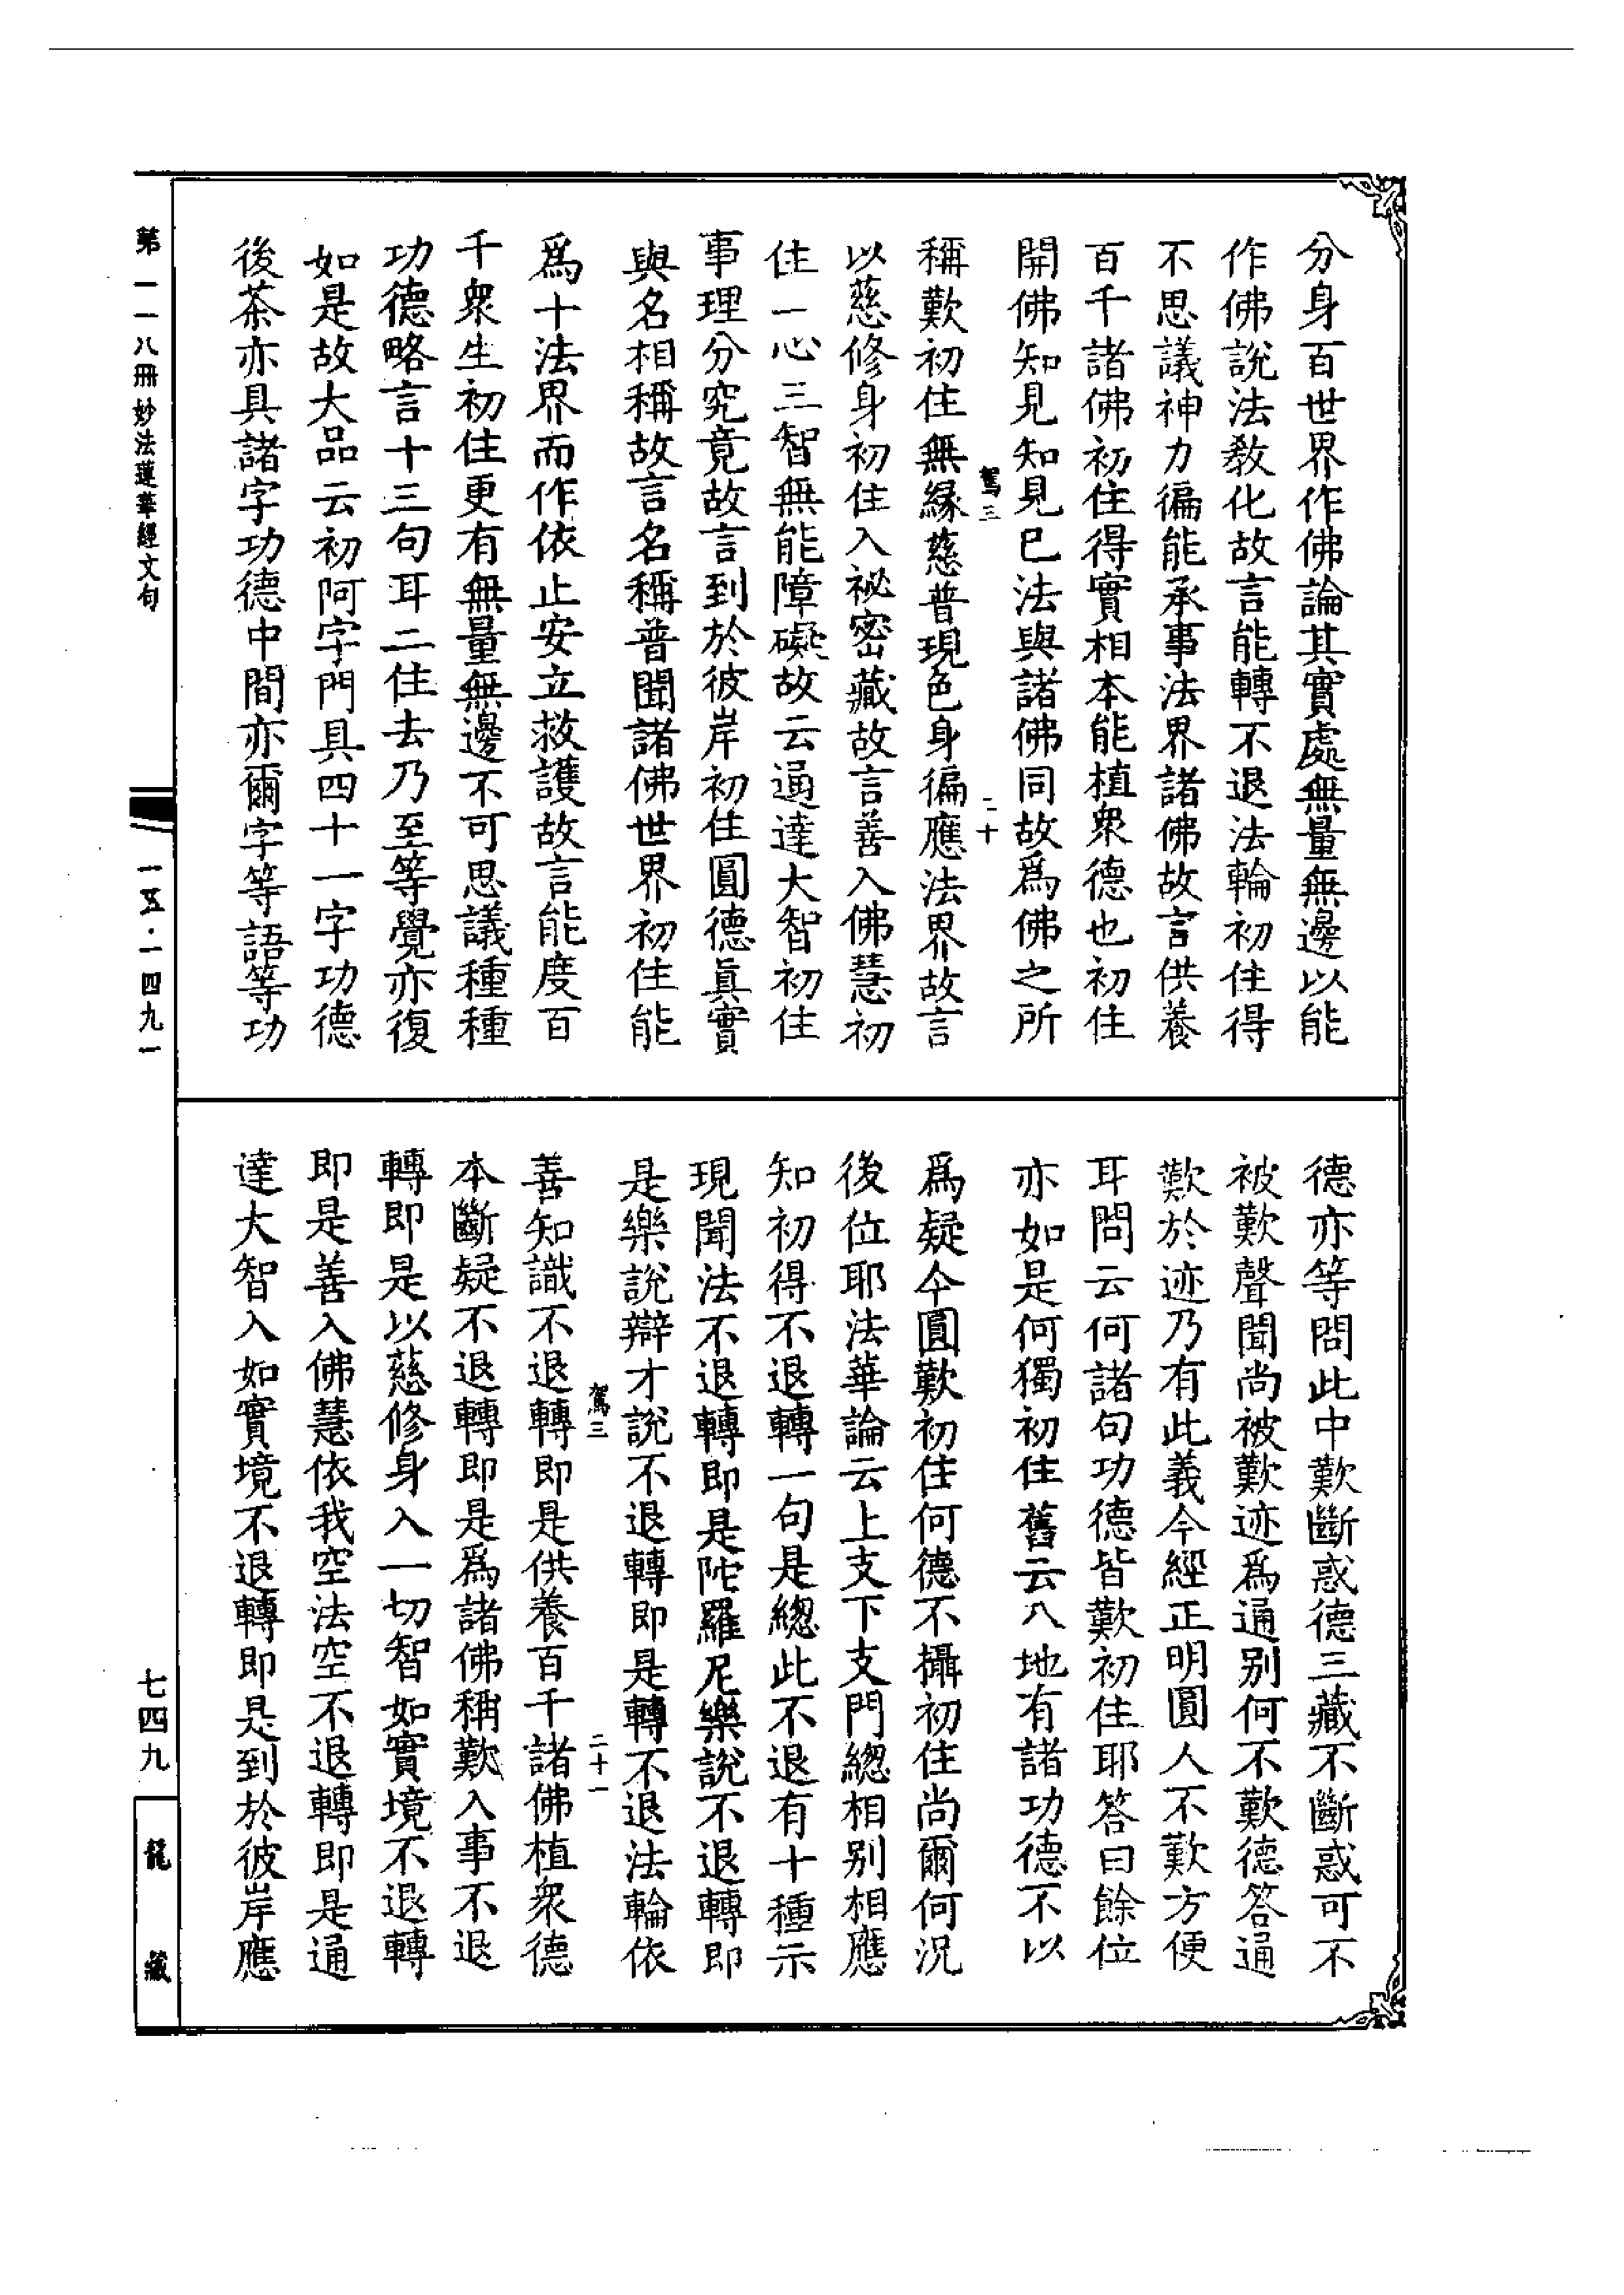 分身百世界作佛論其實處無量無邊以能
作佛說法教化故言能轉不退法輪初住得
不思議神力徧能承事法界諸佛故言供養
百千諸佛初住得實相本能植衆德也初住
開佛知見知見已法與諸佛同故爲佛之所
駕三
二十
稱歎初住無緣慈普現色身徧應法界故言
以慈修身初住入祕密藏故言善入佛慧初
住一心三智無能障礙故云通達大智初住
事理分究竟故言到於彼岸初住圓德眞實
與名相稱故言名稱普聞諸佛世界初住能
爲十法界而作依止安立救護故言能度百
千衆生初住更有無量無邊不可思議種種
功德略言十三句耳二住去乃至等覺亦復
如是故大品云初阿字門具四十一字功德
後茶亦具諸字功德中間亦爾字等語等功
德亦等問此中歎斷惑德三藏不斷惑可不
被歎聲聞尚被歎迹爲通别何不歎德答通
歎於迹乃有此義今經正明圓人不歎方便
耳問云何諸句功德皆歎初住耶答曰餘位
亦如是何獨初住舊云八地有諸功德不以
爲疑今圓歎初住何德不攝初住尚爾何況
後位耶法華論云上支下支門總相别相應
知初得不退轉一句是總此不退有十種示
現聞法不退轉即是陀羅尼樂說不退轉即
是樂說辯才說不退轉即是轉不退法輪依
駕三
二十一
善知識不退轉即是供養百千諸佛植衆德
本斷疑不退轉即是爲諸佛稱歎入事不退
轉即是以慈修身入一切智如實境不退轉
即是善入佛慧依我空法空不退轉即是通
達大智入如實境不退轉即是到於彼岸應
第一一八冊 妙法蓮華經文句
一五·一四九一
七四九
龍藏